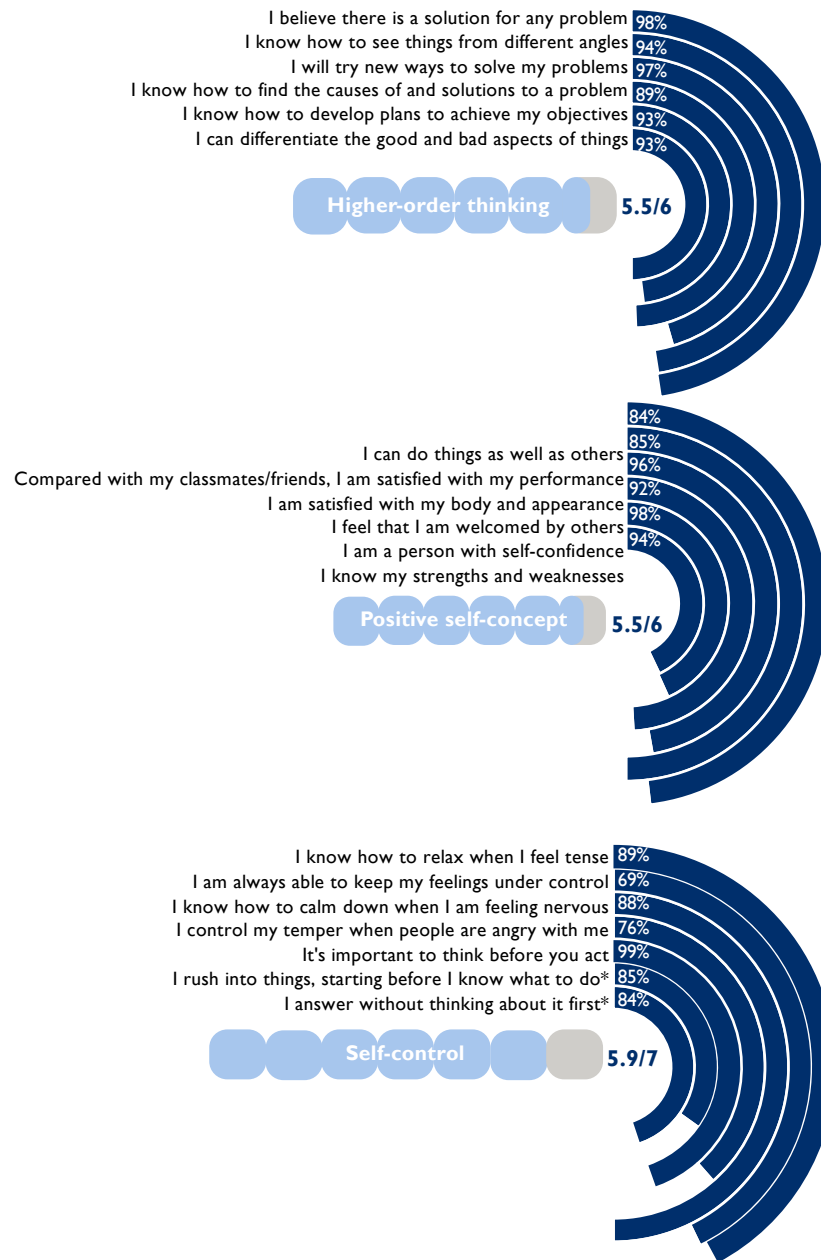 I believe there is a solution for any problem 98%
I know how to see things from different angles 94%
I will try new ways to solve my problems 97%
I know how to find the causes of and solutions to a problem 89%
I know how to develop plans to achieve my objectives 93%
I can differentiate the good and bad aspects of things 93%
Higher-order thinking 5.5/6
84%
85%
I can do things as well as others
96%
Compared with my classmates/friends, I am satisfied with my performance
92%
I am satisfied with my body and appearance
98%
I feel that I am welcomed by others
94%
I am a person with self-confidence
I know my strengths and weaknesses
Positive self-concept 5.5/6
I know how to relax when I feel tense 89%
I am always able to keep my feelings under control 69%
I know how to calm down when I am feeling nervous 88%
I control my temper when people are angry with me 76%
It's important to think before you act 99%
I rush into things, starting before I know what to do* 85%
I answer without thinking about it first* 84%
Self-control 5.9/7